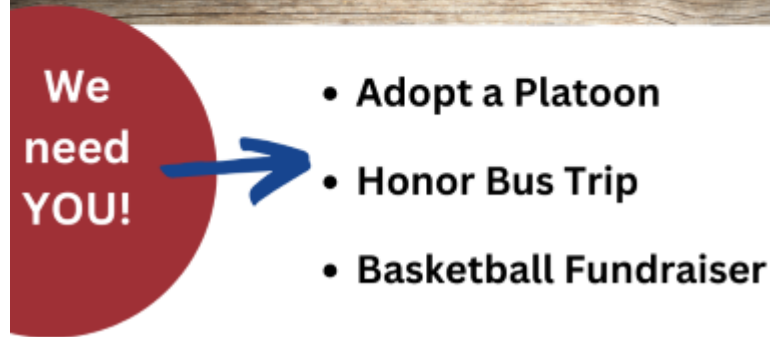 We
need
YOU!
Adopt a Platoon
Honor Bus Trip
Basketball Fundraiser